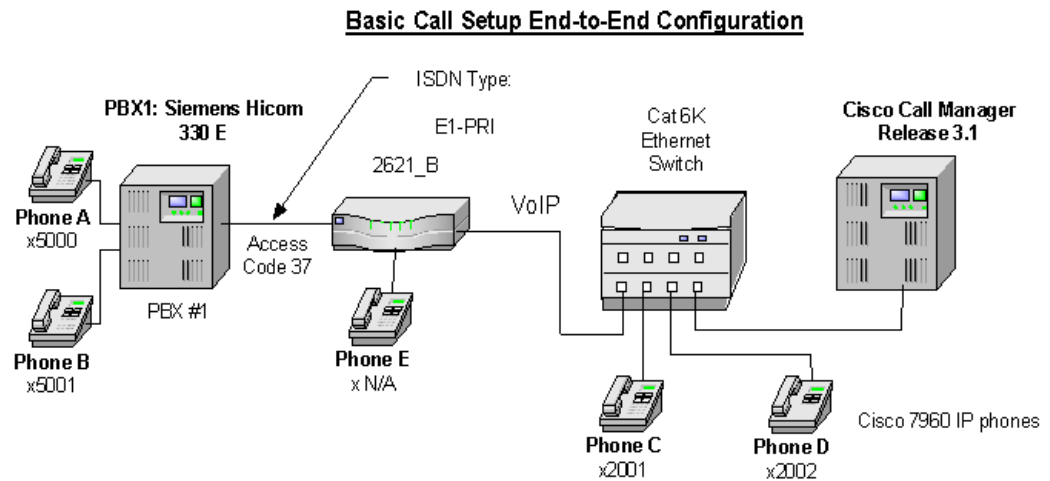 Basic Call Setup End-to-End Configuration
ISDN Type:
E1-PRI
PBX1: Siemens Hicom
330 E
2621_B
Cat 6K
Ethernet
Switch
Cisco Call Manager
Release 3.1
VoIP
Phone A
x5000
Access
Code 37
PBX #1
Phone B
x5001
Phone E
x N/A
Phone C
x2001
Phone D
x2002
Cisco 7960 IP phones